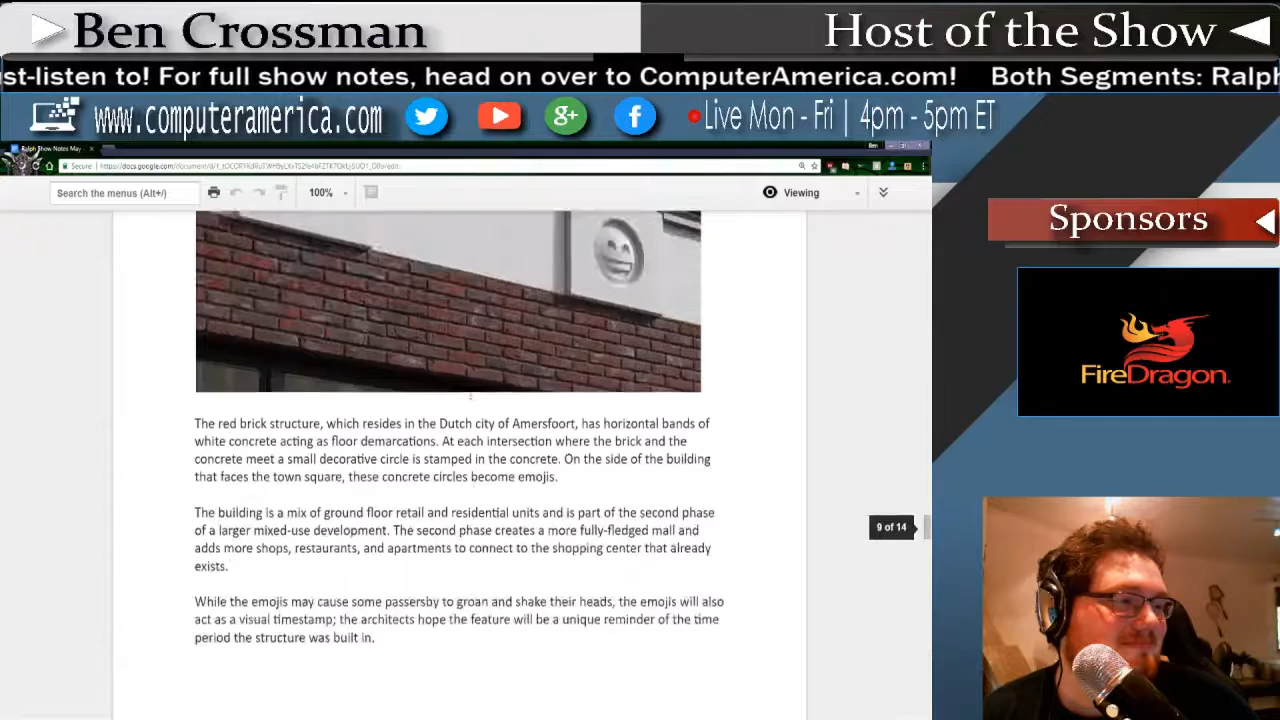 Ben Crossman
Host of the Show
st-listen to! For full show notes, head on over to ComputerAmerica.com! Both Segments: Ralph
www.computeramerica.com
Live Mon - Fri | 4pm - 5pm ET
Ralph Show Notes May
Ben
Secure
Search the menus (Alt+/)
100%
Viewing
Sponsors
FireDragon
The red brick structure, which resides in the Dutch city of Amersfoort, has horizontal bands of
white concrete acting as floor demarcations. At each intersection where the brick and the
concrete meet a small decorative circle is stamped in the concrete. On the side of the building
that faces the town square, these concrete circles become emojis.
The building is a mix of ground floor retail and residential units and is part of the second phase
of a larger mixed-use development. The second phase creates a more fully-fledged mall and
adds more shops, restaurants, and apartments to connect to the shopping center that already
exists.
9 of 14
While the emojis may cause some passersby to groan and shake their heads, the emojis will also
act as a visual timestamp; the architects hope the feature will be a unique reminder of the time
period the structure was built in.